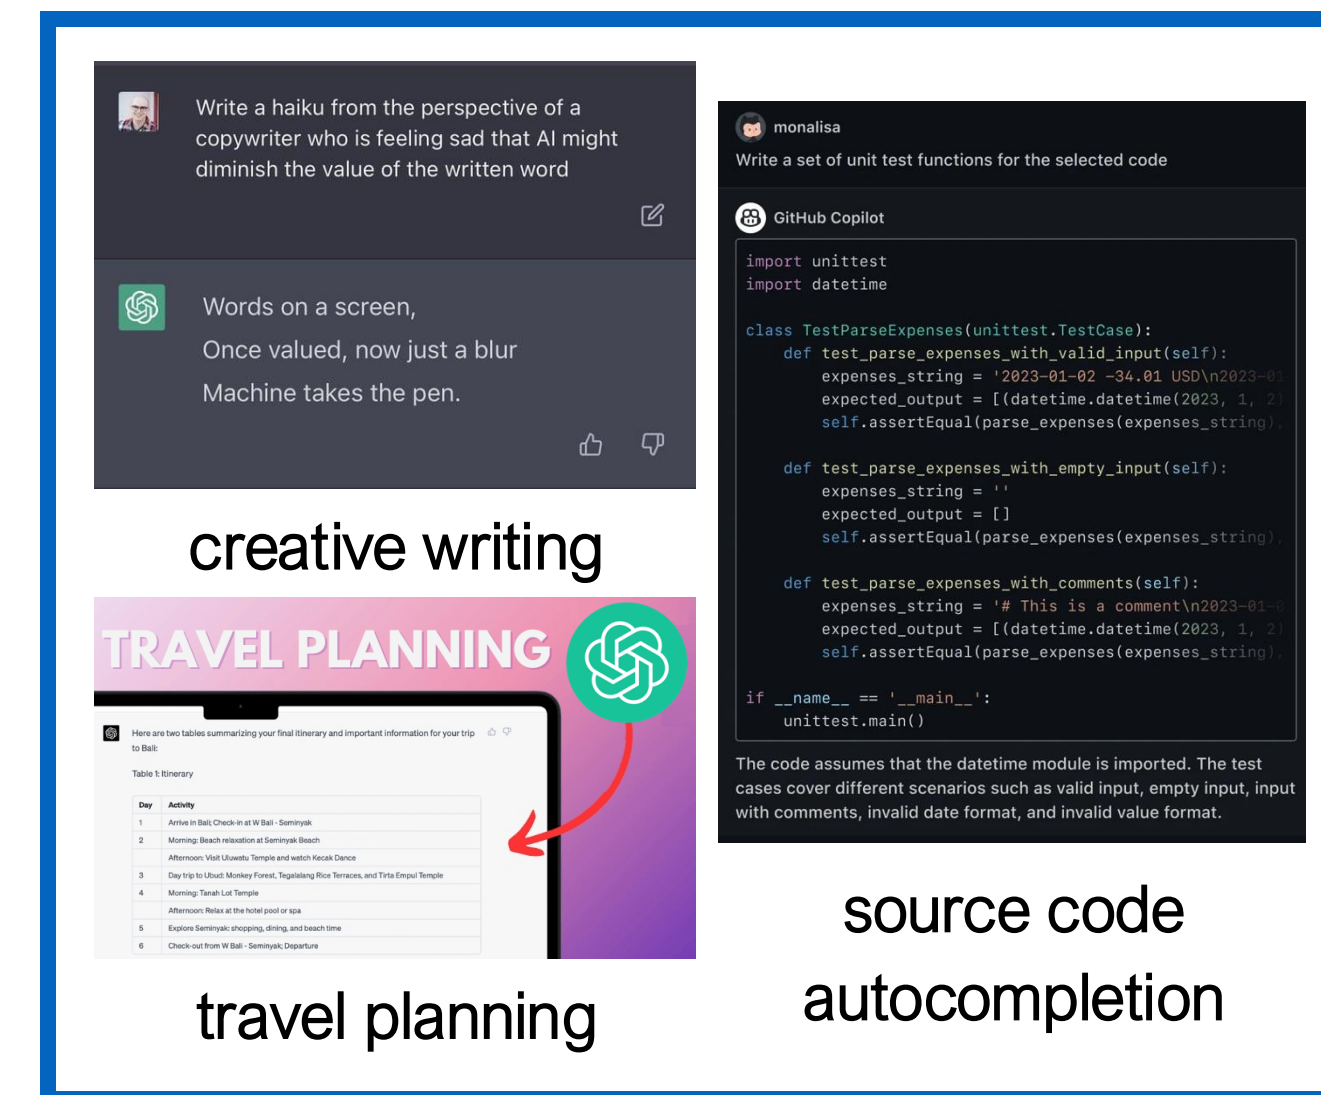 Write a haiku from the perspective of a
copywriter who is feeling sad that AI might
diminish the value of the written word
Words on a screen,
Once valued, now just a blur
Machine takes the pen.
creative writing
TRAVEL PLANNING
Here are two tables summarizing your final itinerary and important information for your trip
to Bali:
Table 1: Itinerary
Day Activity
1 Arrive in Bali; Check-in at W Bali - Seminyak
2 Morning: Beach relaxation at Seminyak Beach
Afternoon: Visit Uluwatu Temple and watch Kecak Dance
3 Day trip to Ubud: Monkey Forest, Tegalalang Rice Terraces, and Tirta Empul Temple
4 Morning: Tanah Lot Temple
Afternoon: Relax at the hotel pool or spa
5 Explore Seminyak: shopping, dining, and beach time
6 Check-out from W Bali - Seminyak; Departure
travel planning
monalisa
Write a set of unit test functions for the selected code
GitHub Copilot
import unittest
import datetime
class TestParseExpenses(unittest.TestCase):
def test_parse_expenses_with_valid_input(self):
expenses_string = '2023-01-02 -34.01 USD\n2023-01
expected_output = [(datetime.datetime(2023, 1, 2)
self.assertEqual(parse_expenses(expenses_string),
def test_parse_expenses_with_empty_input(self):
expenses_string = ''
expected_output = []
self.assertEqual(parse_expenses(expenses_string),
def test_parse_expenses_with_comments(self):
expenses_string = '# This is a comment\n2023-01-0
expected_output = [(datetime.datetime(2023, 1, 2)
self.assertEqual(parse_expenses(expenses_string),
if __name__ == '__main__':
unittest.main()
The code assumes that the datetime module is imported. The test
cases cover different scenarios such as valid input, empty input, input
with comments, invalid date format, and invalid value format.
source code
autocompletion